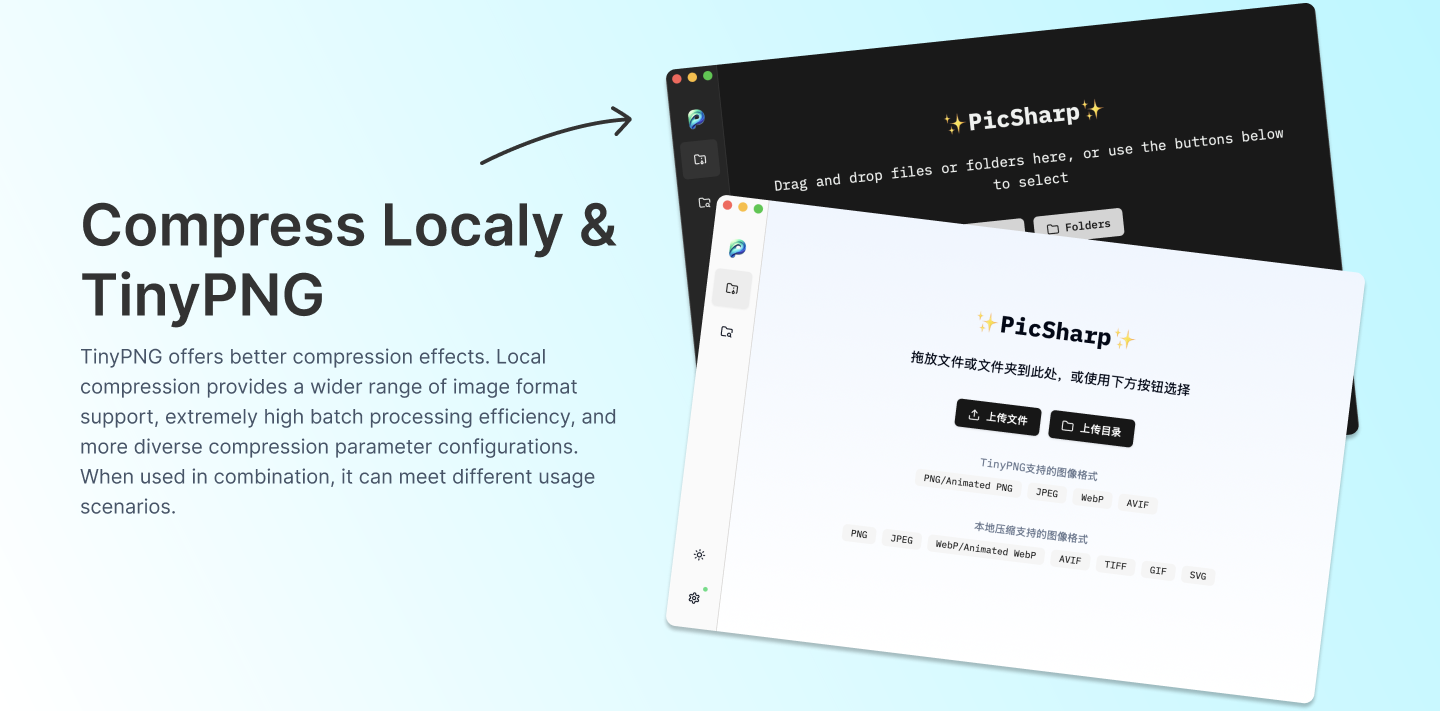 Compress Localy &
TinyPNG
TinyPNG offers better compression effects. Local
compression provides a wider range of image format
support, extremely high batch processing efficiency, and
more diverse compression parameter configurations.
When used in combination, it can meet different usage
scenarios.
✨PicSharp✨
Drag and drop files or folders here, or use the buttons below
to select
Folders
✨PicSharp✨
拖放文件或文件夹到此处，或使用下方按钮选择
上传文件 上传目录
TinyPNG支持的图像格式
PNG/Animated PNG JPEG WebP AVIF
本地压缩支持的图像格式
PNG JPEG WebP/Animated WebP AVIF TIFF GIF SVG